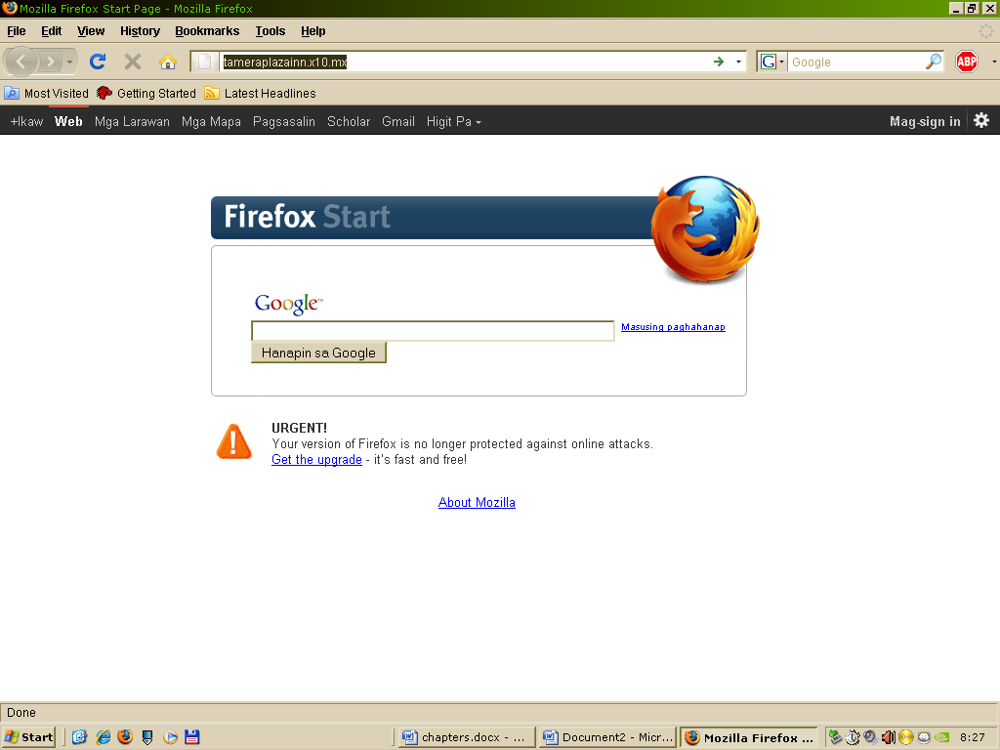 Mozilla Firefox Start Page - Mozilla Firefox
File Edit View History Bookmarks Tools Help
tameraplazainn.x10.mx
G Google
ABP
Most Visited Getting Started Latest Headlines
+Ikaw Web Mga Larawan Mga Mapa Pagsasalin Scholar Gmail Higit Pa Mag-sign in
Firefox Start
Google™
Masusing paghahanap
Hanapin sa Google
URGENT!
Your version of Firefox is no longer protected against online attacks.
Get the upgrade - it's fast and free!
About Mozilla
Done
Start chapters.docx - ... Document2 - Micr... Mozilla Firefox ... 8:27